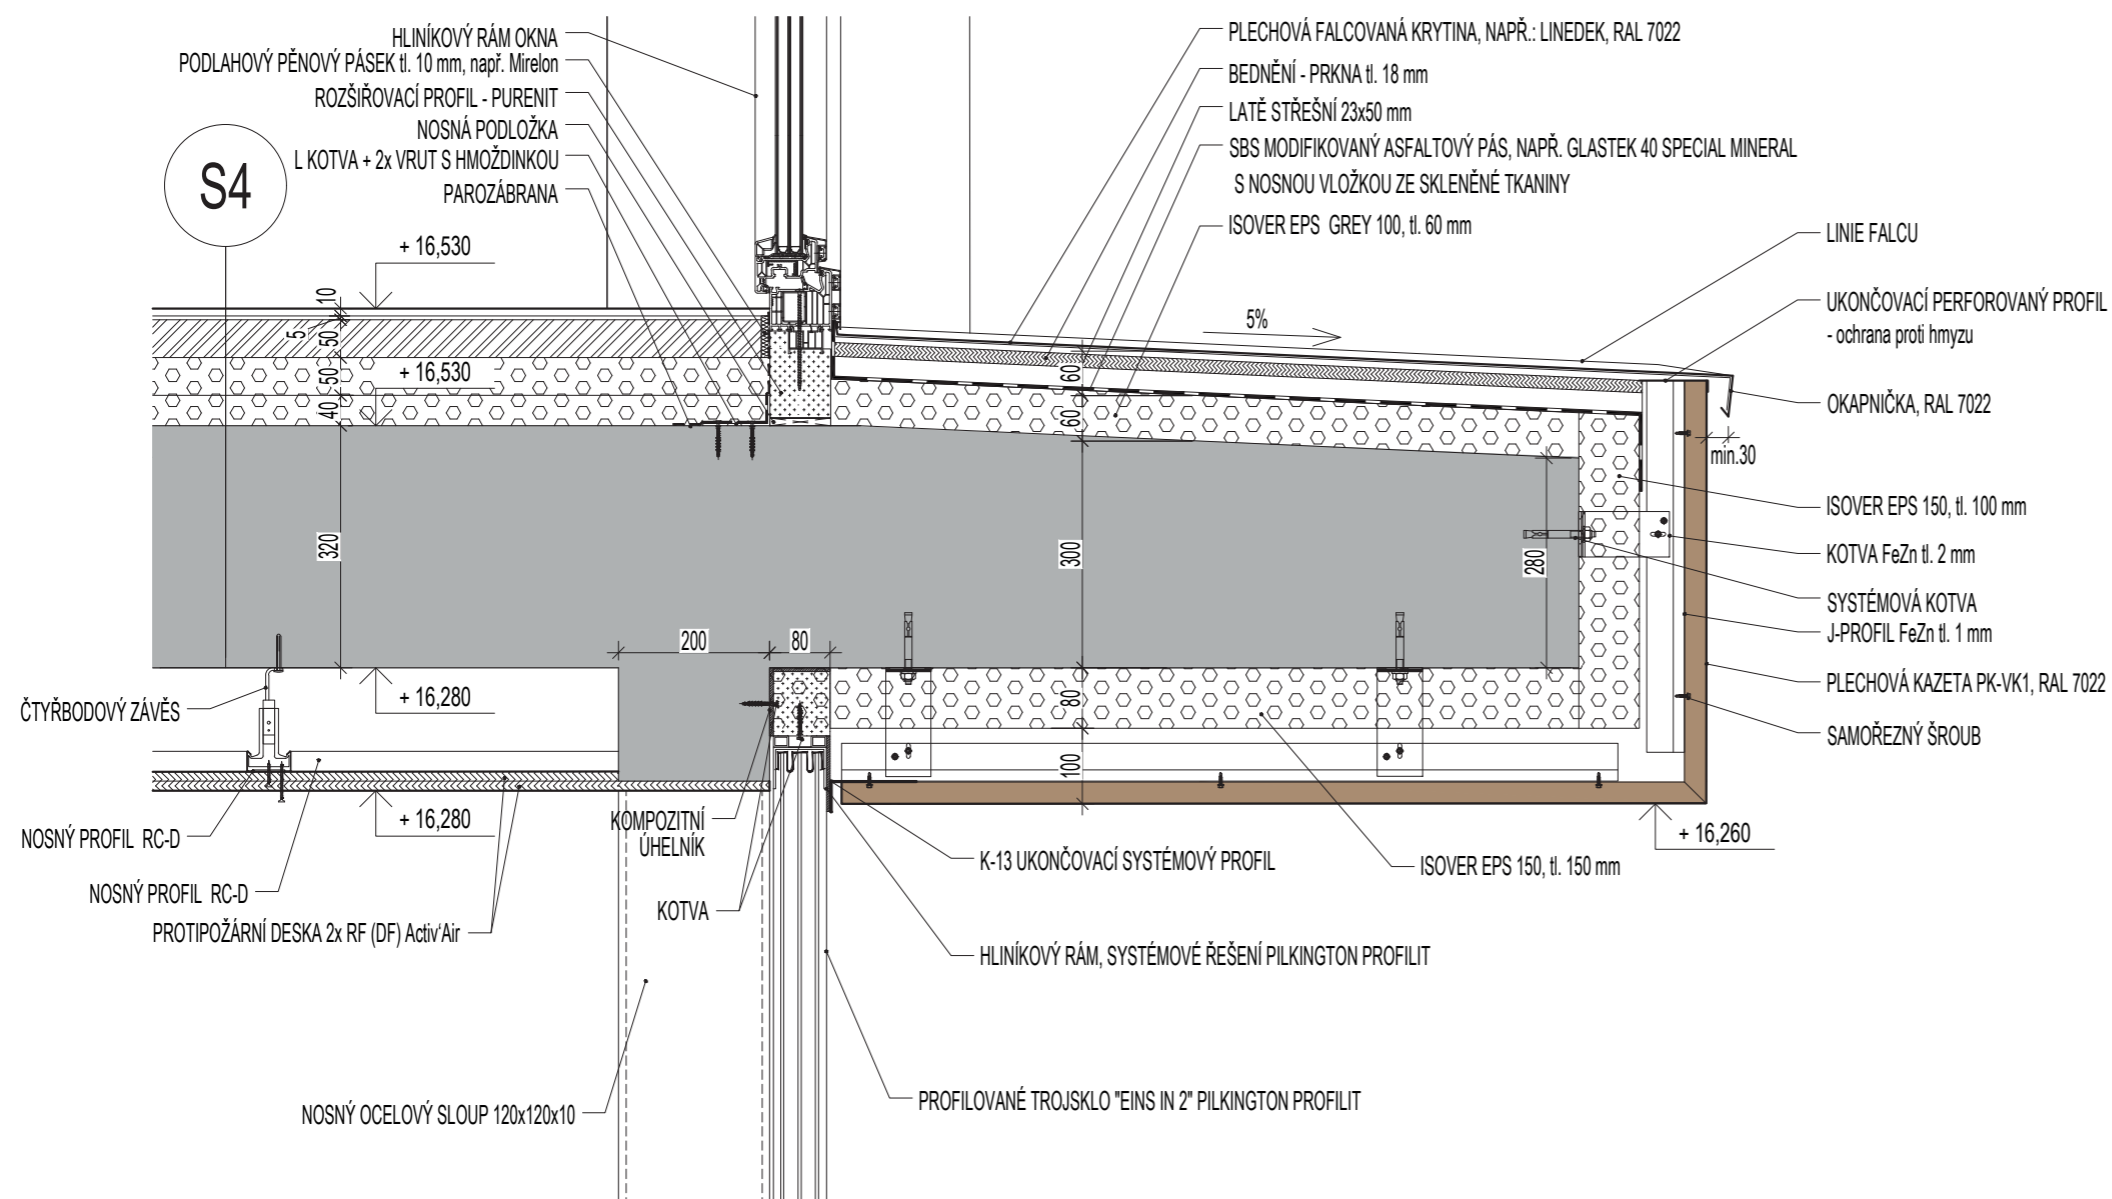 HLINÍKOVÝ RÁM OKNA
PODLAHOVÝ PĚNOVÝ PÁSEK tl. 10 mm, např. Mirelon
ROZŠIŘOVACÍ PROFIL - PURENIT
NOSNÁ PODLOŽKA
L KOTVA + 2x VRUT S HMOŽDINKOU
PAROZÁBRANA
S4
PLECHOVÁ FALCOVANÁ KRYTINA, NAPŘ.: LINEDEK, RAL 7022
BEDNĚNÍ - PRKNA tl. 18 mm
LATĚ STŘEŠNÍ 23x50 mm
SBS MODIFIKOVANÝ ASFALTOVÝ PÁS, NAPŘ. GLASTEK 40 SPECIAL MINERAL
S NOSNOU VLOŽKOU ZE SKLENĚNÉ TKANINY
ISOVER EPS GREY 100, tl. 60 mm
LINIE FALCU
UKONČOVACÍ PERFOROVANÝ PROFIL
- ochrana proti hmyzu
OKAPNIČKA, RAL 7022
min.30
ISOVER EPS 150, tl. 100 mm
KOTVA FeZn tl. 2 mm
SYSTÉMOVÁ KOTVA
J-PROFIL FeZn tl. 1 mm
PLECHOVÁ KAZETA PK-VK1, RAL 7022
SAMOŘEZNÝ ŠROUB
+ 16,530
10
5
50
50
+ 16,530
40
320
5%
60
60
300
280
200
80
80
100
+ 16,280
ČTYŘBODOVÝ ZÁVĚS
+ 16,280
NOSNÝ PROFIL RC-D
NOSNÝ PROFIL RC-D
PROTIPOŽÁRNÍ DESKA 2x RF (DF) Activ'Air
KOMPOZITNÍ
ÚHELNÍK
KOTVA
K-13 UKONČOVACÍ SYSTÉMOVÝ PROFIL
ISOVER EPS 150, tl. 150 mm
+ 16,260
HLINÍKOVÝ RÁM, SYSTÉMOVÉ ŘEŠENÍ PILKINGTON PROFILIT
NOSNÝ OCELOVÝ SLOUP 120x120x10
PROFILOVANÉ TROJSKLO "EINS IN 2" PILKINGTON PROFILIT